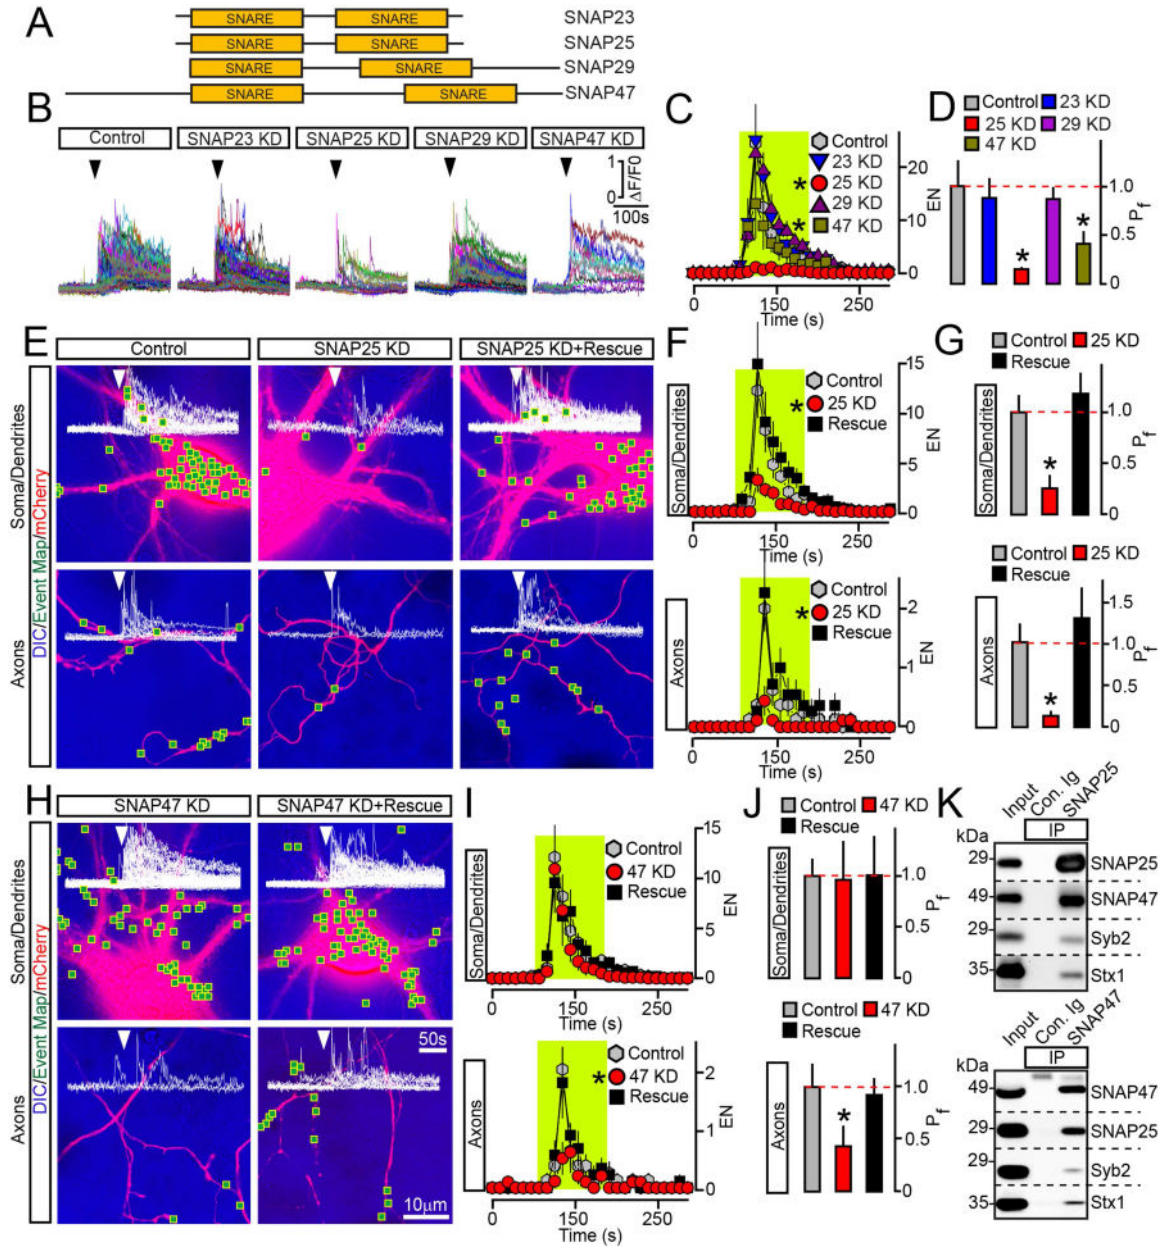 A
SNARE SNARE SNAP23
SNARE SNARE SNAP25
SNARE SNARE SNAP29
SNARE SNARE SNAP47
B
Control SNAP23 KD SNAP25 KD SNAP29 KD SNAP47 KD
1
0
ΔF/F0
100s
C
Control
23 KD
* 25 KD
29 KD
* 47 KD
20
10
0
EN
0 150 250
Time (s)
D
Control 23 KD
25 KD 29 KD
47 KD
1.0
0.5
0
Pf
* *
E
Control SNAP25 KD SNAP25 KD+Rescue
Soma/Dendrites
Axons
DIC/Event Map/mCherry
F
Soma/Dendrites
Control
* 25 KD
Rescue
15
10
5
0
EN
0 150 250
Time (s)
Axons
Control
* 25 KD
Rescue
2
1
0
EN
0 150 250
Time (s)
G
Control 25 KD
Rescue
Soma/Dendrites
*
1.0
0.5
0
Pf
Control 25 KD
Rescue
Axons
*
1.5
1.0
0.5
0
Pf
H
SNAP47 KD SNAP47 KD+Rescue
Soma/Dendrites
Axons
DIC/Event Map/mCherry
50s
10μm
I
Soma/Dendrites
Control
47 KD
Rescue
15
10
5
0
EN
0 150 250
Time (s)
Axons
Control
* 47 KD
Rescue
2
1
0
EN
0 150 250
Time (s)
J
Control 47 KD
Rescue
Soma/Dendrites
1.0
0.5
0
Pf
Control 47 KD
Rescue
Axons
*
1.0
0.5
0
Pf
K
Input Con. Ig SNAP25
kDa IP
29 SNAP25
49 SNAP47
29 Syb2
35 Stx1
Input Con. Ig SNAP47
kDa IP
49 SNAP47
29 SNAP25
29 Syb2
35 Stx1